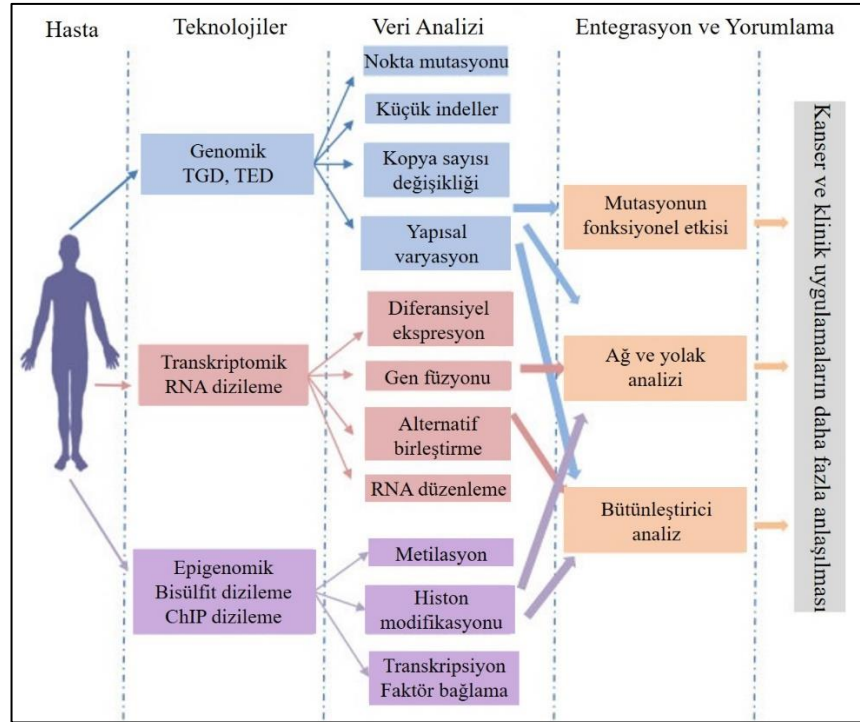 Hasta
Teknolojiler
Veri Analizi
Entegrasyon ve Yorumlama
Genomik
TGD, TED
Transkriptomik
RNA dizileme
Epigenomik
Bisülfit dizileme
ChIP dizileme
Nokta mutasyonu
Küçük indeller
Kopya sayısı
değişikliği
Yapısal
varyasyon
Diferansiyel
ekspresyon
Gen füzyonu
Alternatif
birleştirme
RNA düzenleme
Metilasyon
Histon
modifikasyonu
Transkripsiyon
Faktör bağlama
Mutasyonun
fonksiyonel etkisi
Ağ ve yolak
analizi
Bütünleştirici
analiz
Kanser ve klinik uygulamaların daha fazla anlaşılması